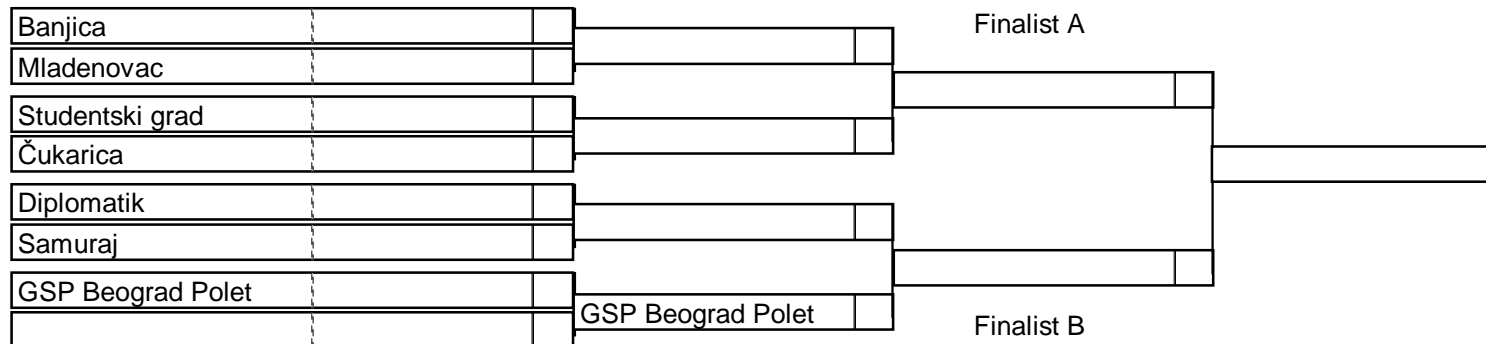 Banjica
Mladenovac
Studentski grad
Čukarica
Diplomatik
Samuraj
GSP Beograd Polet
GSP Beograd Polet
Finalist A
Finalist B